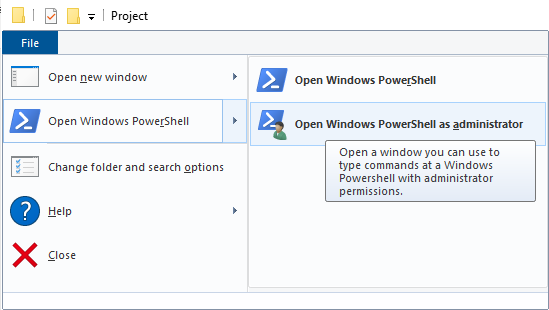 Project
File
Open new window
Open Windows PowerShell
Change folder and search options
Help
Close
Open Windows PowerShell
Open Windows PowerShell as administrator
Open a window you can use to
type commands at a Windows
Powershell with administrator
permissions.